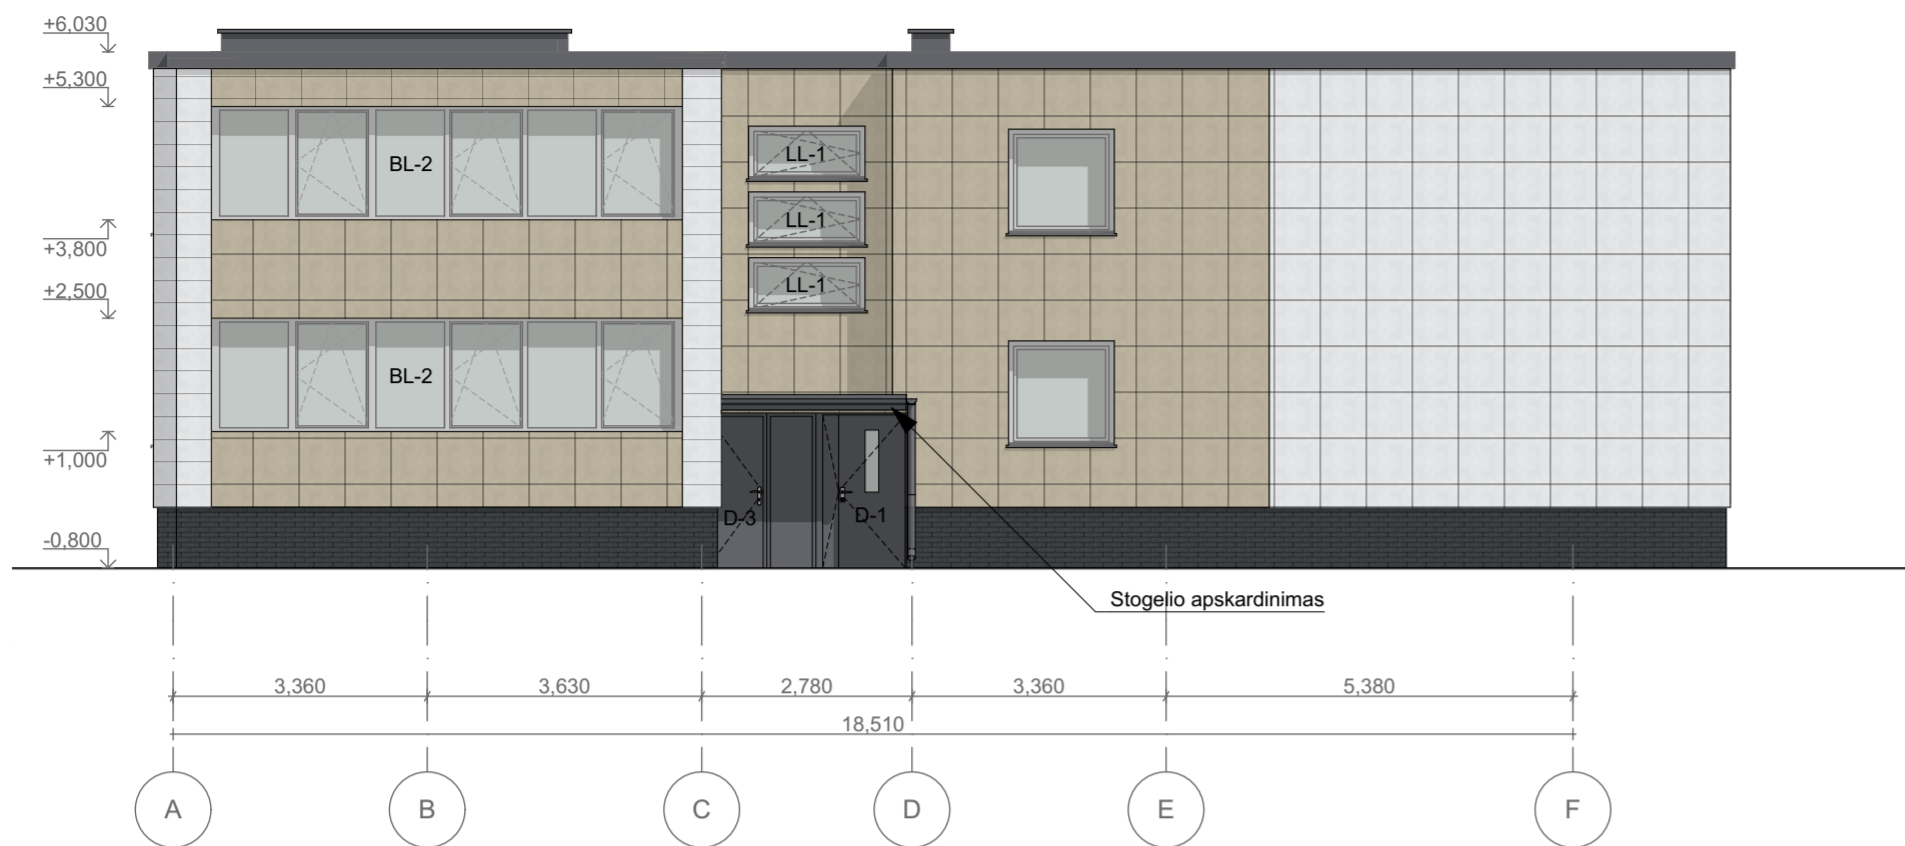 +6,030
+5,300
+3,800
+2,500
+1,000
-0,800
BL-2
LL-1
LL-1
LL-1
BL-2
D-3
D-1
Stogelio apskardinimas
3,360
3,630
2,780
3,360
5,380
18,510
A
B
C
D
E
F